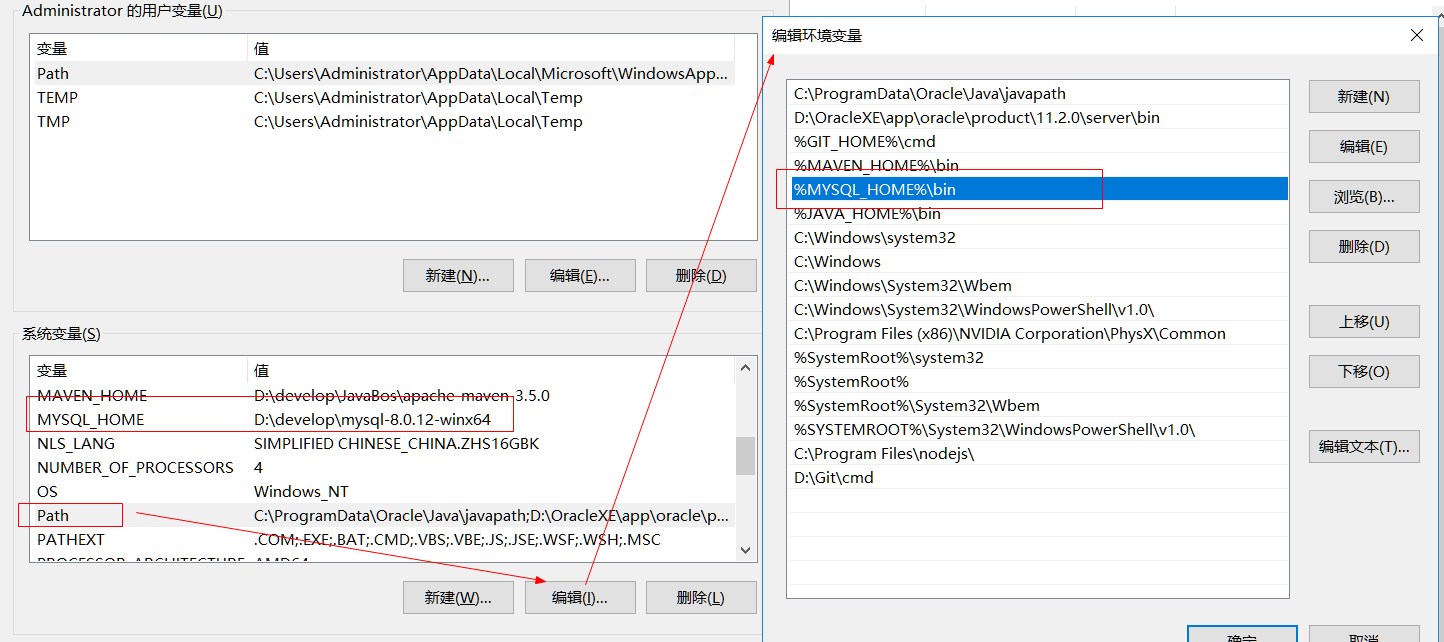 Administrator 的用户变量(U)
变量 值
Path C:\Users\Administrator\AppData\Local\Microsoft\WindowsApp...
TEMP C:\Users\Administrator\AppData\Local\Temp
TMP C:\Users\Administrator\AppData\Local\Temp
新建(N)... 编辑(E)... 删除(D)
系统变量(S)
变量 值
MAVEN_HOME D:\develop\JavaBos\apache-maven-3.5.0
MYSQL_HOME D:\develop\mysql-8.0.12-winx64
NLS_LANG SIMPLIFIED CHINESE_CHINA.ZHS16GBK
NUMBER_OF_PROCESSORS 4
OS Windows_NT
Path C:\ProgramData\Oracle\Java\javapath;D:\OracleXE\app\oracle\p...
PATHEXT .COM;.EXE;.BAT;.CMD;.VBS;.VBE;.JS;.JSE;.WSF;.WSH;.MSC
PROCESSOR_ARCHITECTURE AMD64
新建(W)... 编辑(I)... 删除(L)
编辑环境变量
C:\ProgramData\Oracle\Java\javapath
D:\OracleXE\app\oracle\product\11.2.0\server\bin
%GIT_HOME%\cmd
%MAVEN_HOME%\bin
%MYSQL_HOME%\bin
%JAVA_HOME%\bin
C:\Windows\system32
C:\Windows
C:\Windows\System32\Wbem
C:\Windows\System32\WindowsPowerShell\v1.0\
C:\Program Files (x86)\NVIDIA Corporation\PhysX\Common
%SystemRoot%\system32
%SystemRoot%
%SystemRoot%\System32\Wbem
%SYSTEMROOT%\System32\WindowsPowerShell\v1.0\
C:\Program Files\nodejs\
D:\Git\cmd
新建(N)
编辑(E)
浏览(B)...
删除(D)
上移(U)
下移(O)
编辑文本(T)...
确定 取消